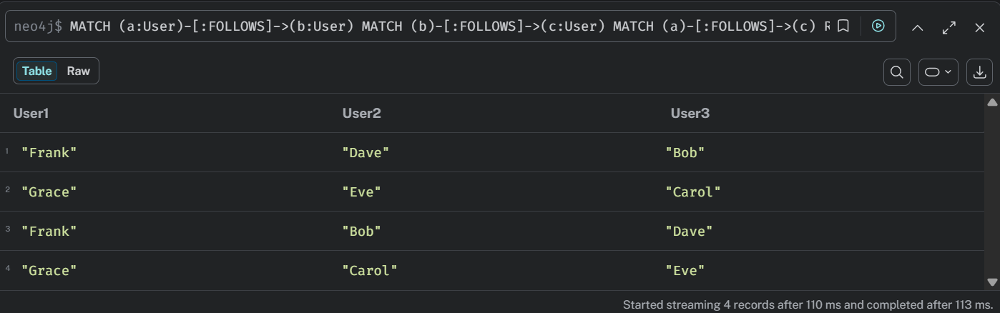 neo4j$ MATCH (a:User)-[:FOLLOWS]->(b:User) MATCH (b)-[:FOLLOWS]->(c:User) MATCH (a)-[:FOLLOWS]->(c) R
Table Raw
User1 User2 User3
1 "Frank" "Dave" "Bob"
2 "Grace" "Eve" "Carol"
3 "Frank" "Bob" "Dave"
4 "Grace" "Carol" "Eve"
Started streaming 4 records after 110 ms and completed after 113 ms.